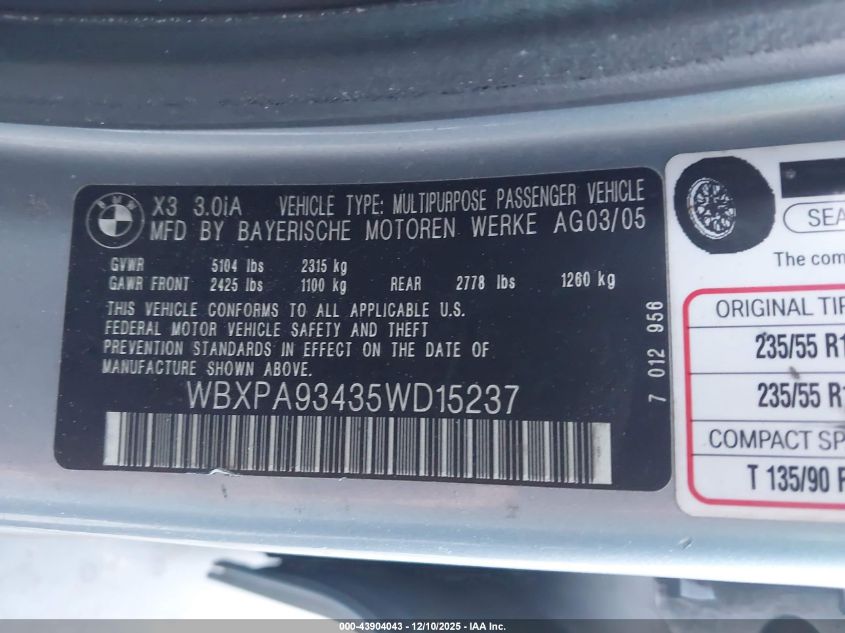 BMW
X3 3.0iA VEHICLE TYPE: MULTIPURPOSE PASSENGER VEHICLE
MFD BY BAYERISCHE MOTOREN WERKE AG03/05
GVWR 5104 lbs 2315 kg
GAWR FRONT 2425 lbs 1100 kg REAR 2778 lbs 1260 kg
THIS VEHICLE CONFORMS TO ALL APPLICABLE U.S.
FEDERAL MOTOR VEHICLE SAFETY AND THEFT
PREVENTION STANDARDS IN EFFECT ON THE DATE OF
MANUFACTURE SHOWN ABOVE.
WBXPA93435WD15237
7 012 956
SEA
The com
ORIGINAL TIR
235/55 R1
235/55 R1
COMPACT SP
T 135/90
000-43904043 - 12/10/2025 - IAA Inc.